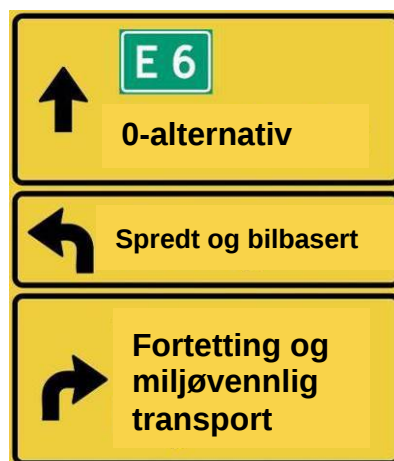 E 6
0-alternativ
Spredt og bilbasert
Fortetting og
miljøvennlig
transport